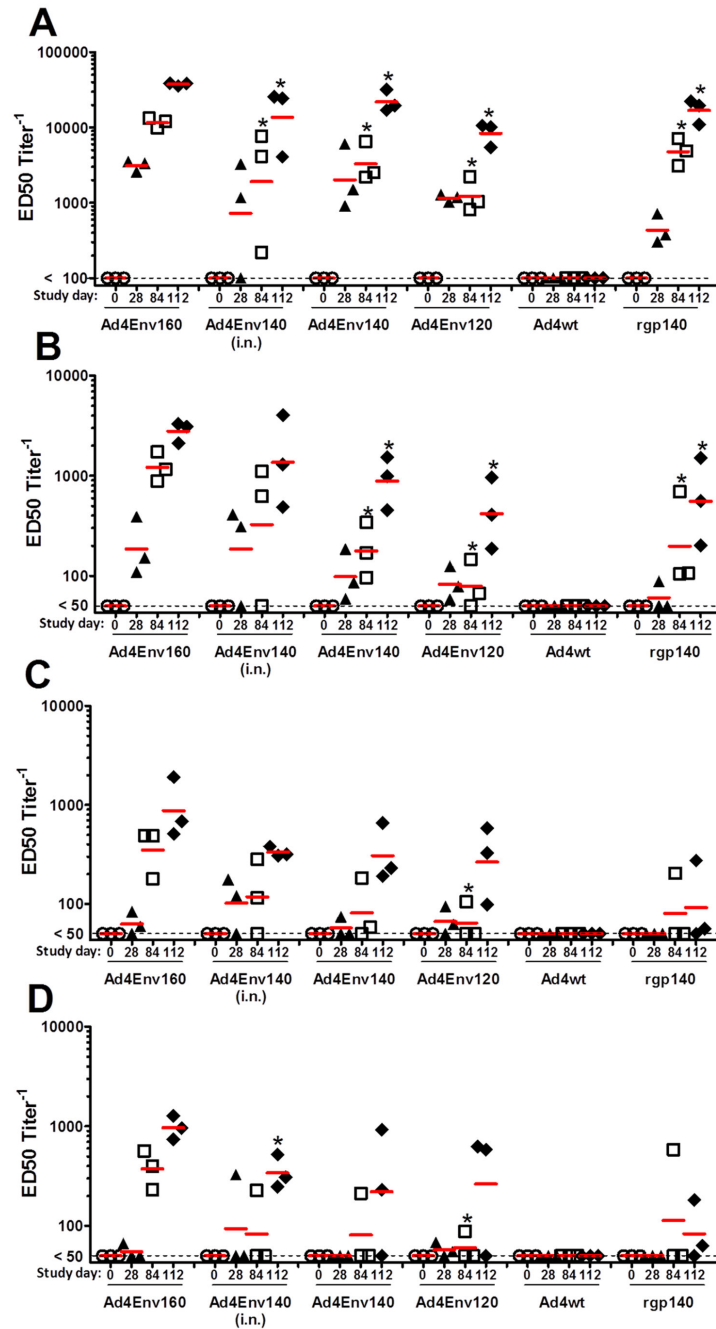 A
100000
10000
1000
< 100
ED50 Titer-1
* * * * * * * *
Study day: 0 28 84 112 0 28 84 112 0 28 84 112 0 28 84 112 0 28 84 112 0 28 84 112
Ad4Env160 Ad4Env140 Ad4Env140 Ad4Env120 Ad4wt rgp140
(i.n.)
B
10000
1000
100
< 50
ED50 Titer-1
* * * * * *
Study day: 0 28 84 112 0 28 84 112 0 28 84 112 0 28 84 112 0 28 84 112 0 28 84 112
Ad4Env160 Ad4Env140 Ad4Env140 Ad4Env120 Ad4wt rgp140
(i.n.)
C
10000
1000
100
< 50
ED50 Titer-1
*
Study day: 0 28 84 112 0 28 84 112 0 28 84 112 0 28 84 112 0 28 84 112 0 28 84 112
Ad4Env160 Ad4Env140 Ad4Env140 Ad4Env120 Ad4wt rgp140
(i.n.)
D
10000
1000
100
< 50
ED50 Titer-1
* *
Study day: 0 28 84 112 0 28 84 112 0 28 84 112 0 28 84 112 0 28 84 112 0 28 84 112
Ad4Env160 Ad4Env140 Ad4Env140 Ad4Env120 Ad4wt rgp140
(i.n.)